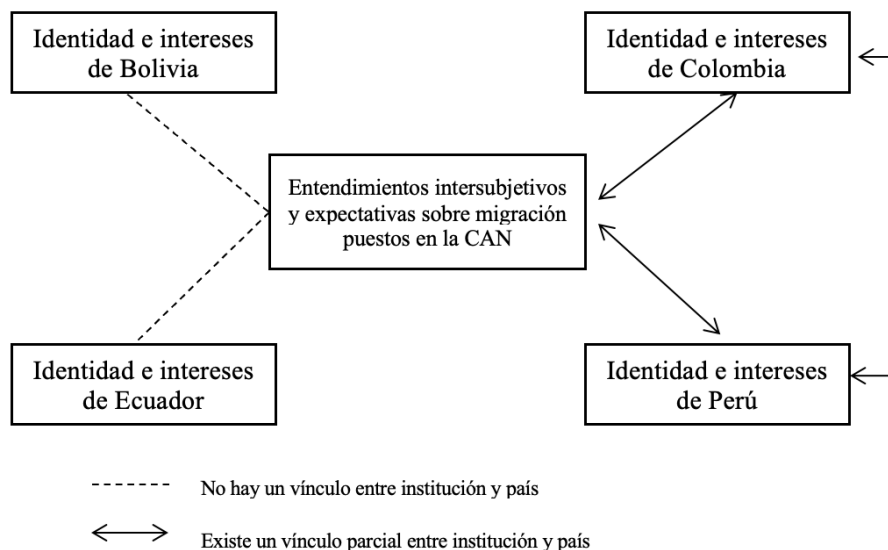 Identidad e intereses
de Bolivia
Identidad e intereses
de Colombia
Entendimientos intersubjetivos
y expectativas sobre migración
puestos en la CAN
Identidad e intereses
de Ecuador
Identidad e intereses
de Perú
No hay un vínculo entre institución y país
Existe un vínculo parcial entre institución y país